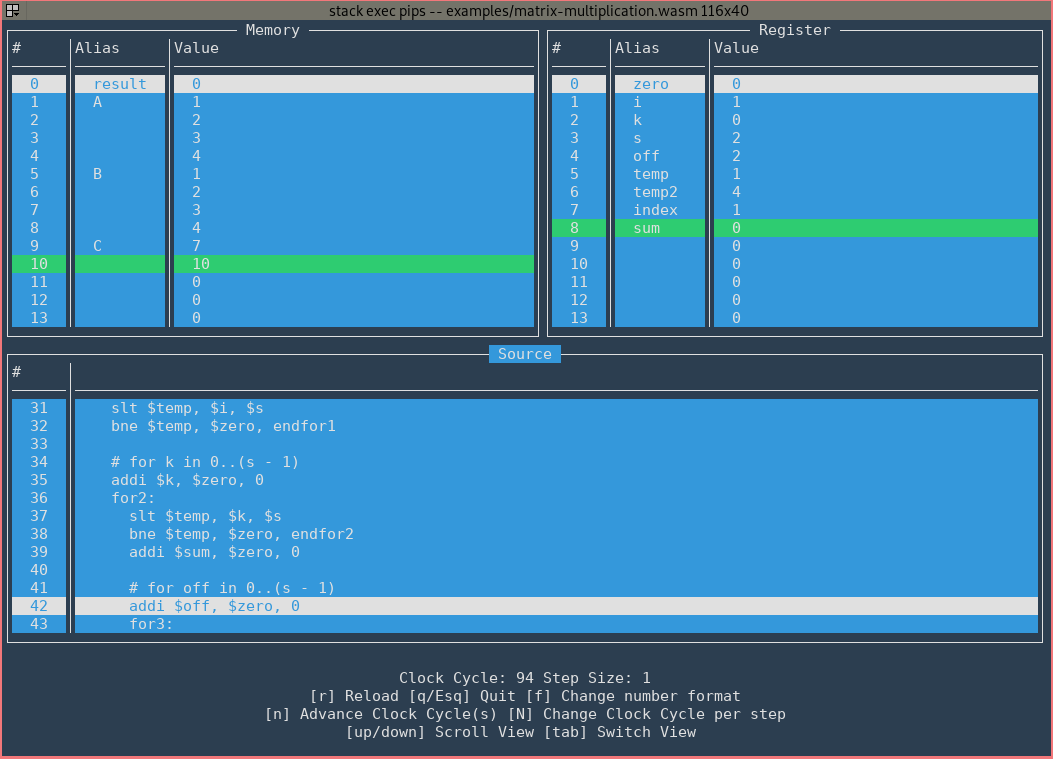 stack exec pips -- examples/matrix-multiplication.wasm 116x40
Memory
# Alias Value
0 result 0
1 A 1
2 2
3 3
4 4
5 B 1
6 2
7 3
8 4
9 C 7
10 10
11 0
12 0
13 0
Register
# Alias Value
0 zero 0
1 i 1
2 k 0
3 s 2
4 off 2
5 temp 1
6 temp2 4
7 index 1
8 sum 0
9 0
10 0
11 0
12 0
13 0
Source
#
31 slt $temp, $i, $s
32 bne $temp, $zero, endfor1
33
34 # for k in 0..(s - 1)
35 addi $k, $zero, 0
36 for2:
37 slt $temp, $k, $s
38 bne $temp, $zero, endfor2
39 addi $sum, $zero, 0
40
41 # for off in 0..(s - 1)
42 addi $off, $zero, 0
43 for3:
Clock Cycle: 94 Step Size: 1
[r] Reload [q/Esq] Quit [f] Change number format
[n] Advance Clock Cycle(s) [N] Change Clock Cycle per step
[up/down] Scroll View [tab] Switch View